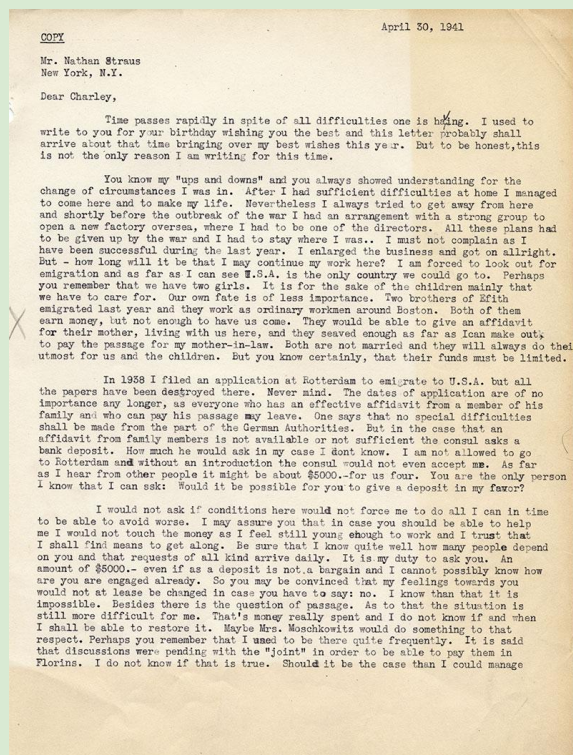 April 30, 1941
COPY
Mr. Nathan Straus
New York, N.Y.
Dear Charley,
Time passes rapidly in spite of all difficulties one is having. I used to
write to you for your birthday wishing you the best and this letter probably shall
arrive about that time bringing over my best wishes this year. But to be honest,this
is not the only reason I am writing for this time.
You know my "ups and downs" and you always showed understanding for the
change of circumstances I was in. After I had sufficient difficulties at home I managed
to come here and to make my life. Nevertheless I always tried to get away from here
and shortly before the outbreak of the war I had an arrangement with a strong group to
open a new factory oversea, where I had to be one of the directors. All these plans had
to be given up by the war and I had to stay where I was.. I must not complain as I
have been successful during the last year. I enlarged the business and got on allright.
But - how long will it be that I may continue my work here? I am forced to look out for
emigration and as far as I can see U.S.A. is the only country we could go to. Perhaps
you remember that we have two girls. It is for the sake of the children mainly that
we have to care for. Our own fate is of less importance. Two brothers of Edith
emigrated last year and they work as ordinary workmen around Boston. Both of them
earn money, but not enough to have us come. They would be able to give an affidavit
for their mother, living with us here, and they seaved enough as far as Ican make out,
to pay the passage for my mother-in-law. Both are not married and they will always do thei
utmost for us and the children. But you know certainly, that their funds must be limited.
In 1938 I filed an application at Rotterdam to emigrate to U.S.A. but all
the papers have been destroyed there. Never mind. The dates of application are of no
importance any longer, as everyone who has an effective affidavit from a member of his
family and who can pay his passage may leave. One says that no special difficulties
shall be made from the part of the German Authorities. But in the case that an
affidavit from family members is not available or not sufficient the consul asks a
bank deposit. How much he would ask in my case I dont know. I am not allowed to go
to Rotterdam and without an introduction the consul would not even accept me. As far
as I hear from other people it might be about $5000.-for us four. You are the only person
I know that I can ssk: Would it be possible for you to give a deposit in my favor?
I would not ask if conditions here would not force me to do all I can in time
to be able to avoid worse. I may assure you that in case you should be able to help
me I would not touch the money as I feel still young ehough to work and I trust that
I shall find means to get along. Be sure that I know quite well how many people depend
on you and that requests of all kind arrive daily. It is my duty to ask you. An
amount of $5000.- even if as a deposit is not a bargain and I cannot possibly know how
are you are engaged already. So you may be convinced that my feelings towards you
would not at lease be changed in case you have to say: no. I know than that it is
impossible. Besides there is the question of passage. As to that the situation is
still more difficult for me. That's money really spent and I do not know if and when
I shall be able to restore it. Maybe Mrs. Moschkowitz would do something to that
respect. Perhaps you remember that I used to be there quite frequently. It is said
that discussions were pending with the "joint" in order to be able to pay them in
Florins. I do not know if that is true. Should it be the case than I could manage